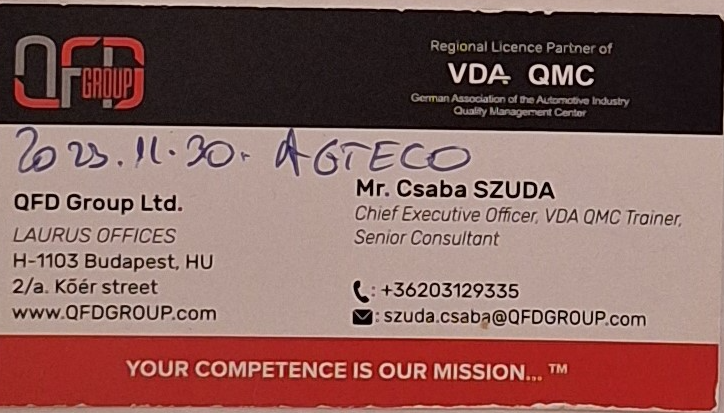 QFD
GROUP
Regional Licence Partner of
VDA QMC
German Association of the Automotive Industry
Quality Management Center
2023.11.30. AGTECO
QFD Group Ltd.
LAURUS OFFICES
H-1103 Budapest, HU
2/a. Kőér street
www.QFDGROUP.com
Mr. Csaba SZUDA
Chief Executive Officer, VDA QMC Trainer,
Senior Consultant
: +36203129335
: szuda.csaba@QFDGROUP.com
YOUR COMPETENCE IS OUR MISSION... ™